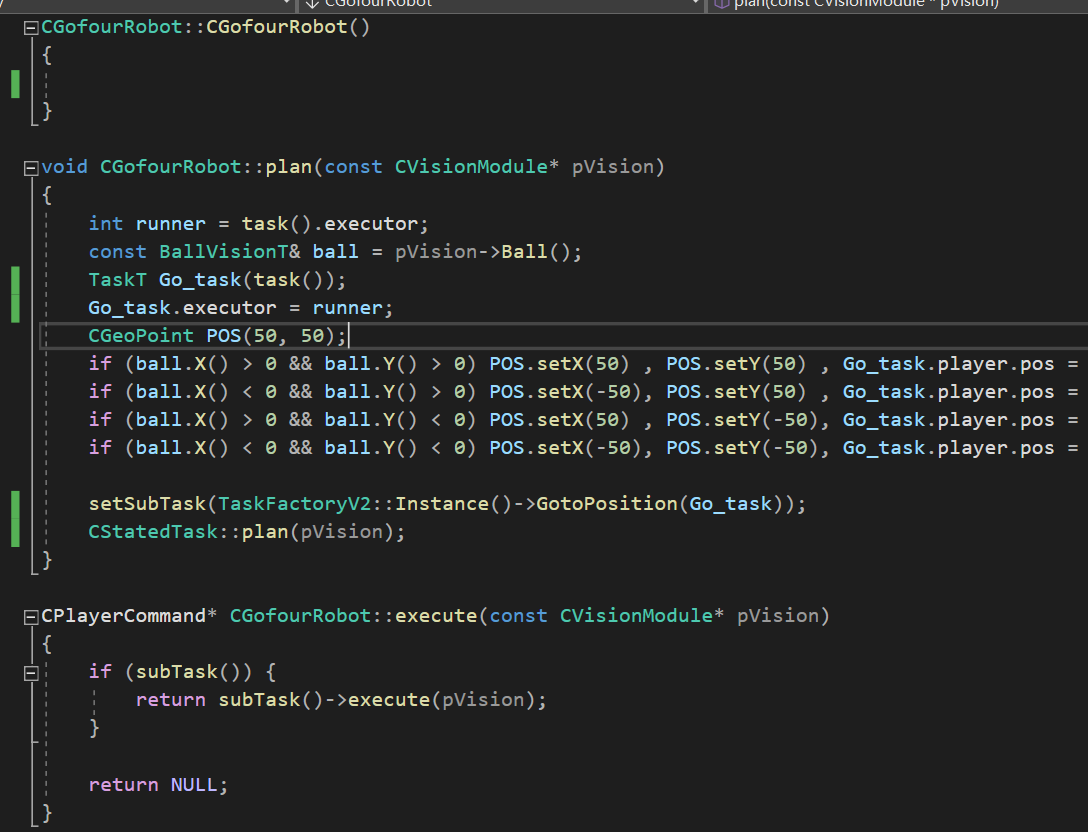 CGofourRobot
plan(const CVisionModule * pVision)
CGofourRobot::CGofourRobot()
{
}
void CGofourRobot::plan(const CVisionModule* pVision)
{
int runner = task().executor;
const BallVisionT& ball = pVision->Ball();
TaskT Go_task(task());
Go_task.executor = runner;
CGeoPoint POS(50, 50);
if (ball.X() > 0 && ball.Y() > 0) POS.setX(50) , POS.setY(50) , Go_task.player.pos =
if (ball.X() < 0 && ball.Y() > 0) POS.setX(-50), POS.setY(50) , Go_task.player.pos =
if (ball.X() > 0 && ball.Y() < 0) POS.setX(50) , POS.setY(-50), Go_task.player.pos =
if (ball.X() < 0 && ball.Y() < 0) POS.setX(-50), POS.setY(-50), Go_task.player.pos =
setSubTask(TaskFactoryV2::Instance()->GotoPosition(Go_task));
CStatedTask::plan(pVision);
}
CPlayerCommand* CGofourRobot::execute(const CVisionModule* pVision)
{
if (subTask()) {
return subTask()->execute(pVision);
}
return NULL;
}